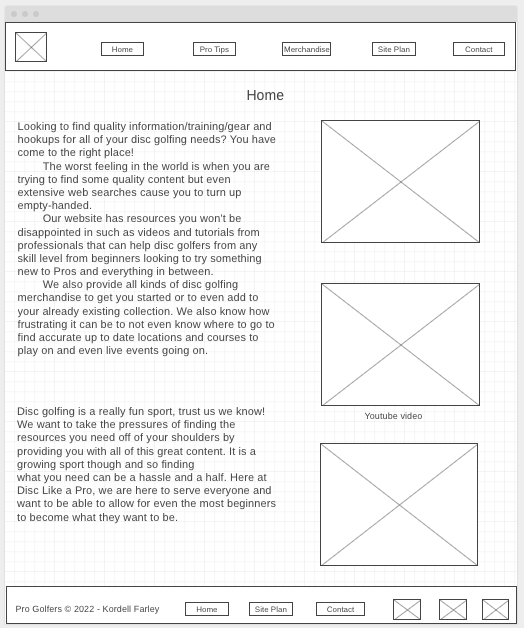 Home
Pro Tips
Merchandise
Site Plan
Contact
Home
Looking to find quality information/training/gear and
hookups for all of your disc golfing needs? You have
come to the right place!
The worst feeling in the world is when you are
trying to find some quality content but even
extensive web searches cause you to turn up
empty-handed.
Our website has resources you won't be
disappointed in such as videos and tutorials from
professionals that can help disc golfers from any
skill level from beginners looking to try something
new to Pros and everything in between.
We also provide all kinds of disc golfing
merchandise to get you started or to even add to
your already existing collection. We also know how
frustrating it can be to not even know where to go to
find accurate up to date locations and courses to
play on and even live events going on.
Youtube video
Disc golfing is a really fun sport, trust us we know!
We want to take the pressures of finding the
resources you need off of your shoulders by
providing you with all of this great content. It is a
growing sport though and so finding
what you need can be a hassle and a half. Here at
Disc Like a Pro, we are here to serve everyone and
want to be able to allow for even the most beginners
to become what they want to be.
Pro Golfers © 2022 - Kordell Farley
Home
Site Plan
Contact